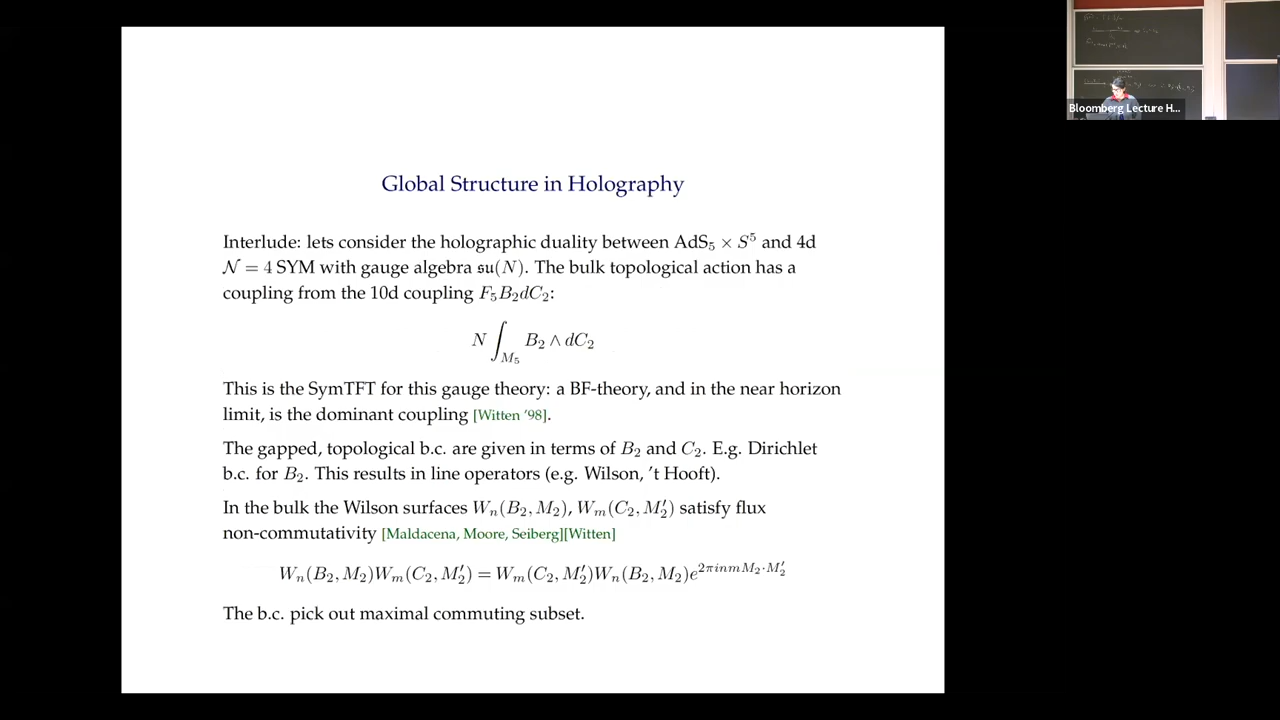 Global Structure in Holography
Interlude: lets consider the holographic duality between AdS₅ × S⁵ and 4d
𝒩 = 4 SYM with gauge algebra 𝔰𝔲(N). The bulk topological action has a
coupling from the 10d coupling F₅B₂dC₂:
N ∫_{M₅} B₂ ∧ dC₂
This is the SymTFT for this gauge theory: a BF-theory, and in the near horizon
limit, is the dominant coupling [Witten '98].
The gapped, topological b.c. are given in terms of B₂ and C₂. E.g. Dirichlet
b.c. for B₂. This results in line operators (e.g. Wilson, 't Hooft).
In the bulk the Wilson surfaces Wₙ(B₂, M₂), Wₘ(C₂, M₂′) satisfy flux
non-commutativity [Maldacena, Moore, Seiberg][Witten]
Wₙ(B₂, M₂)Wₘ(C₂, M₂′) = Wₘ(C₂, M₂′)Wₙ(B₂, M₂)e^{2πinmM₂·M₂′}
The b.c. pick out maximal commuting subset.
Bloomberg Lecture H...